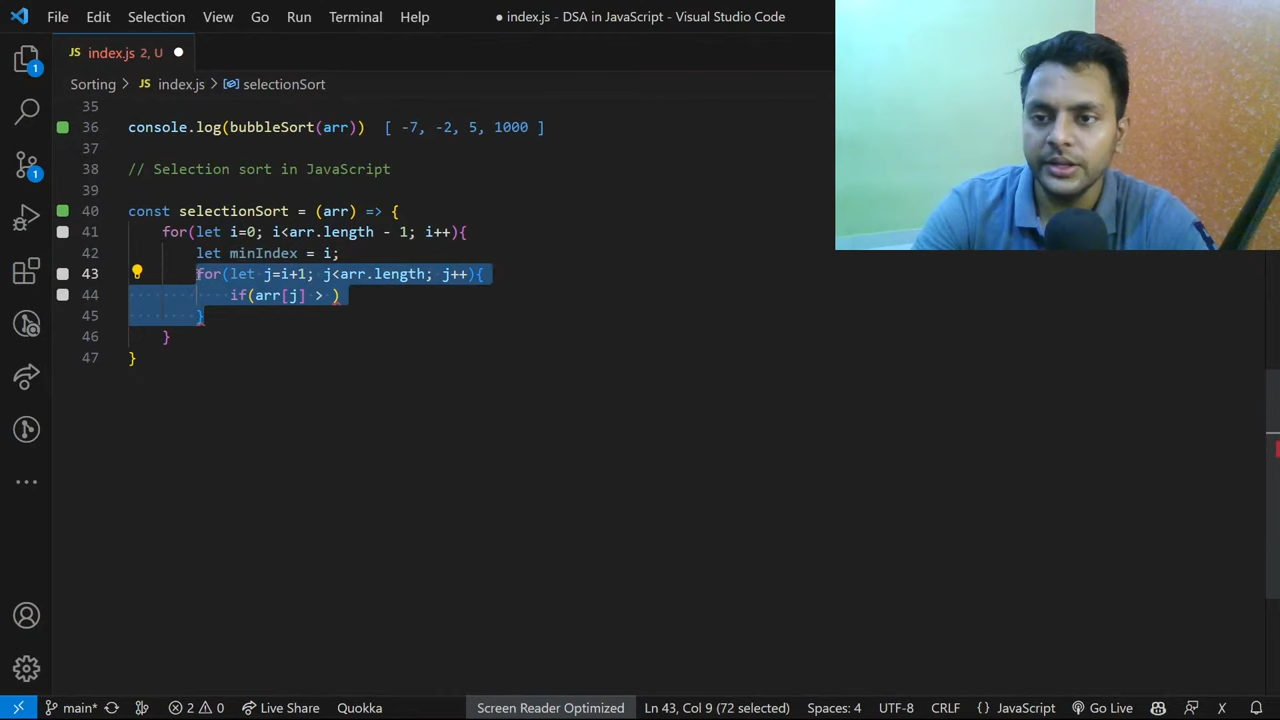 File Edit Selection View Go Run Terminal Help
● index.js - DSA in JavaScript - Visual Studio Code
JS index.js 2, U ●
Sorting > JS index.js > selectionSort
35
36 console.log(bubbleSort(arr)) [ -7, -2, 5, 1000 ]
37
38 // Selection sort in JavaScript
39
40 const selectionSort = (arr) => {
41 for(let i=0; i<arr.length - 1; i++){
42 let minIndex = i;
43 for(let j=i+1; j<arr.length; j++){
44 if(arr[j] > )
45 }
46 }
47 }
1
1
main* 2 0 Live Share Quokka Screen Reader Optimized Ln 43, Col 9 (72 selected) Spaces: 4 UTF-8 CRLF {} JavaScript Go Live X